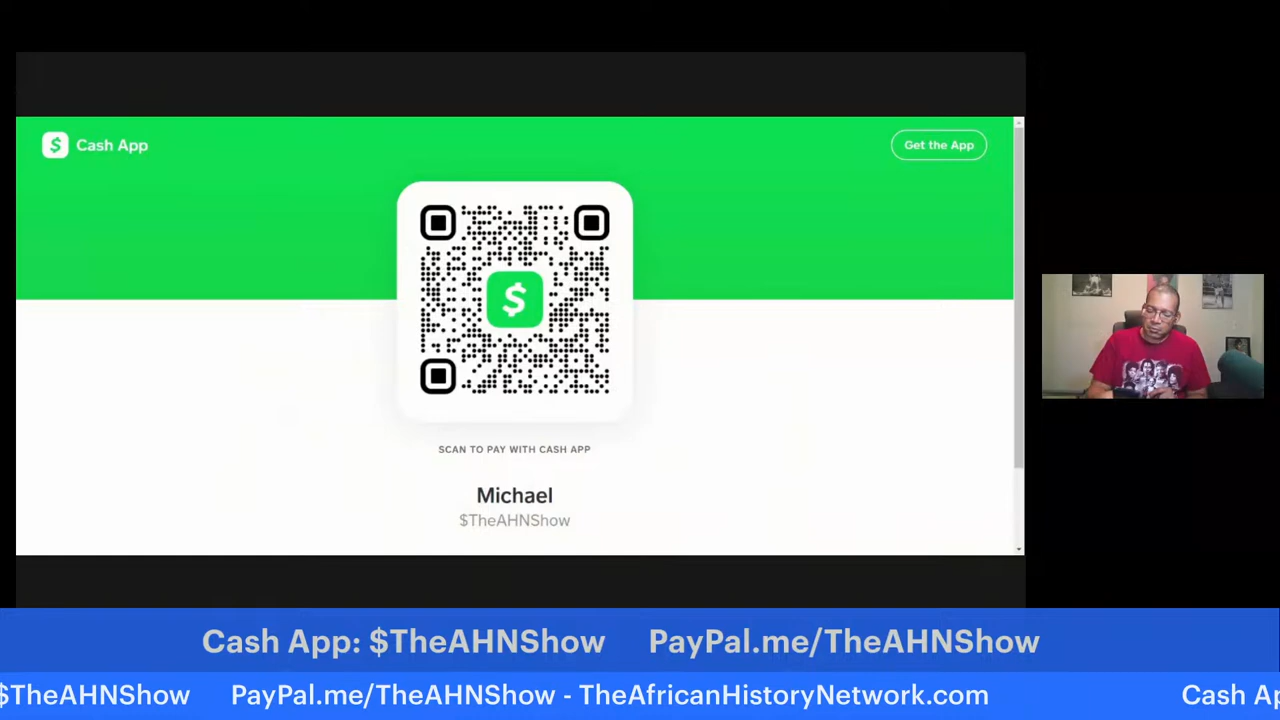 Cash App
Get the App
SCAN TO PAY WITH CASH APP
Michael
$TheAHNShow
Cash App: $TheAHNShow PayPal.me/TheAHNShow
$TheAHNShow PayPal.me/TheAHNShow - TheAfricanHistoryNetwork.com Cash Ap